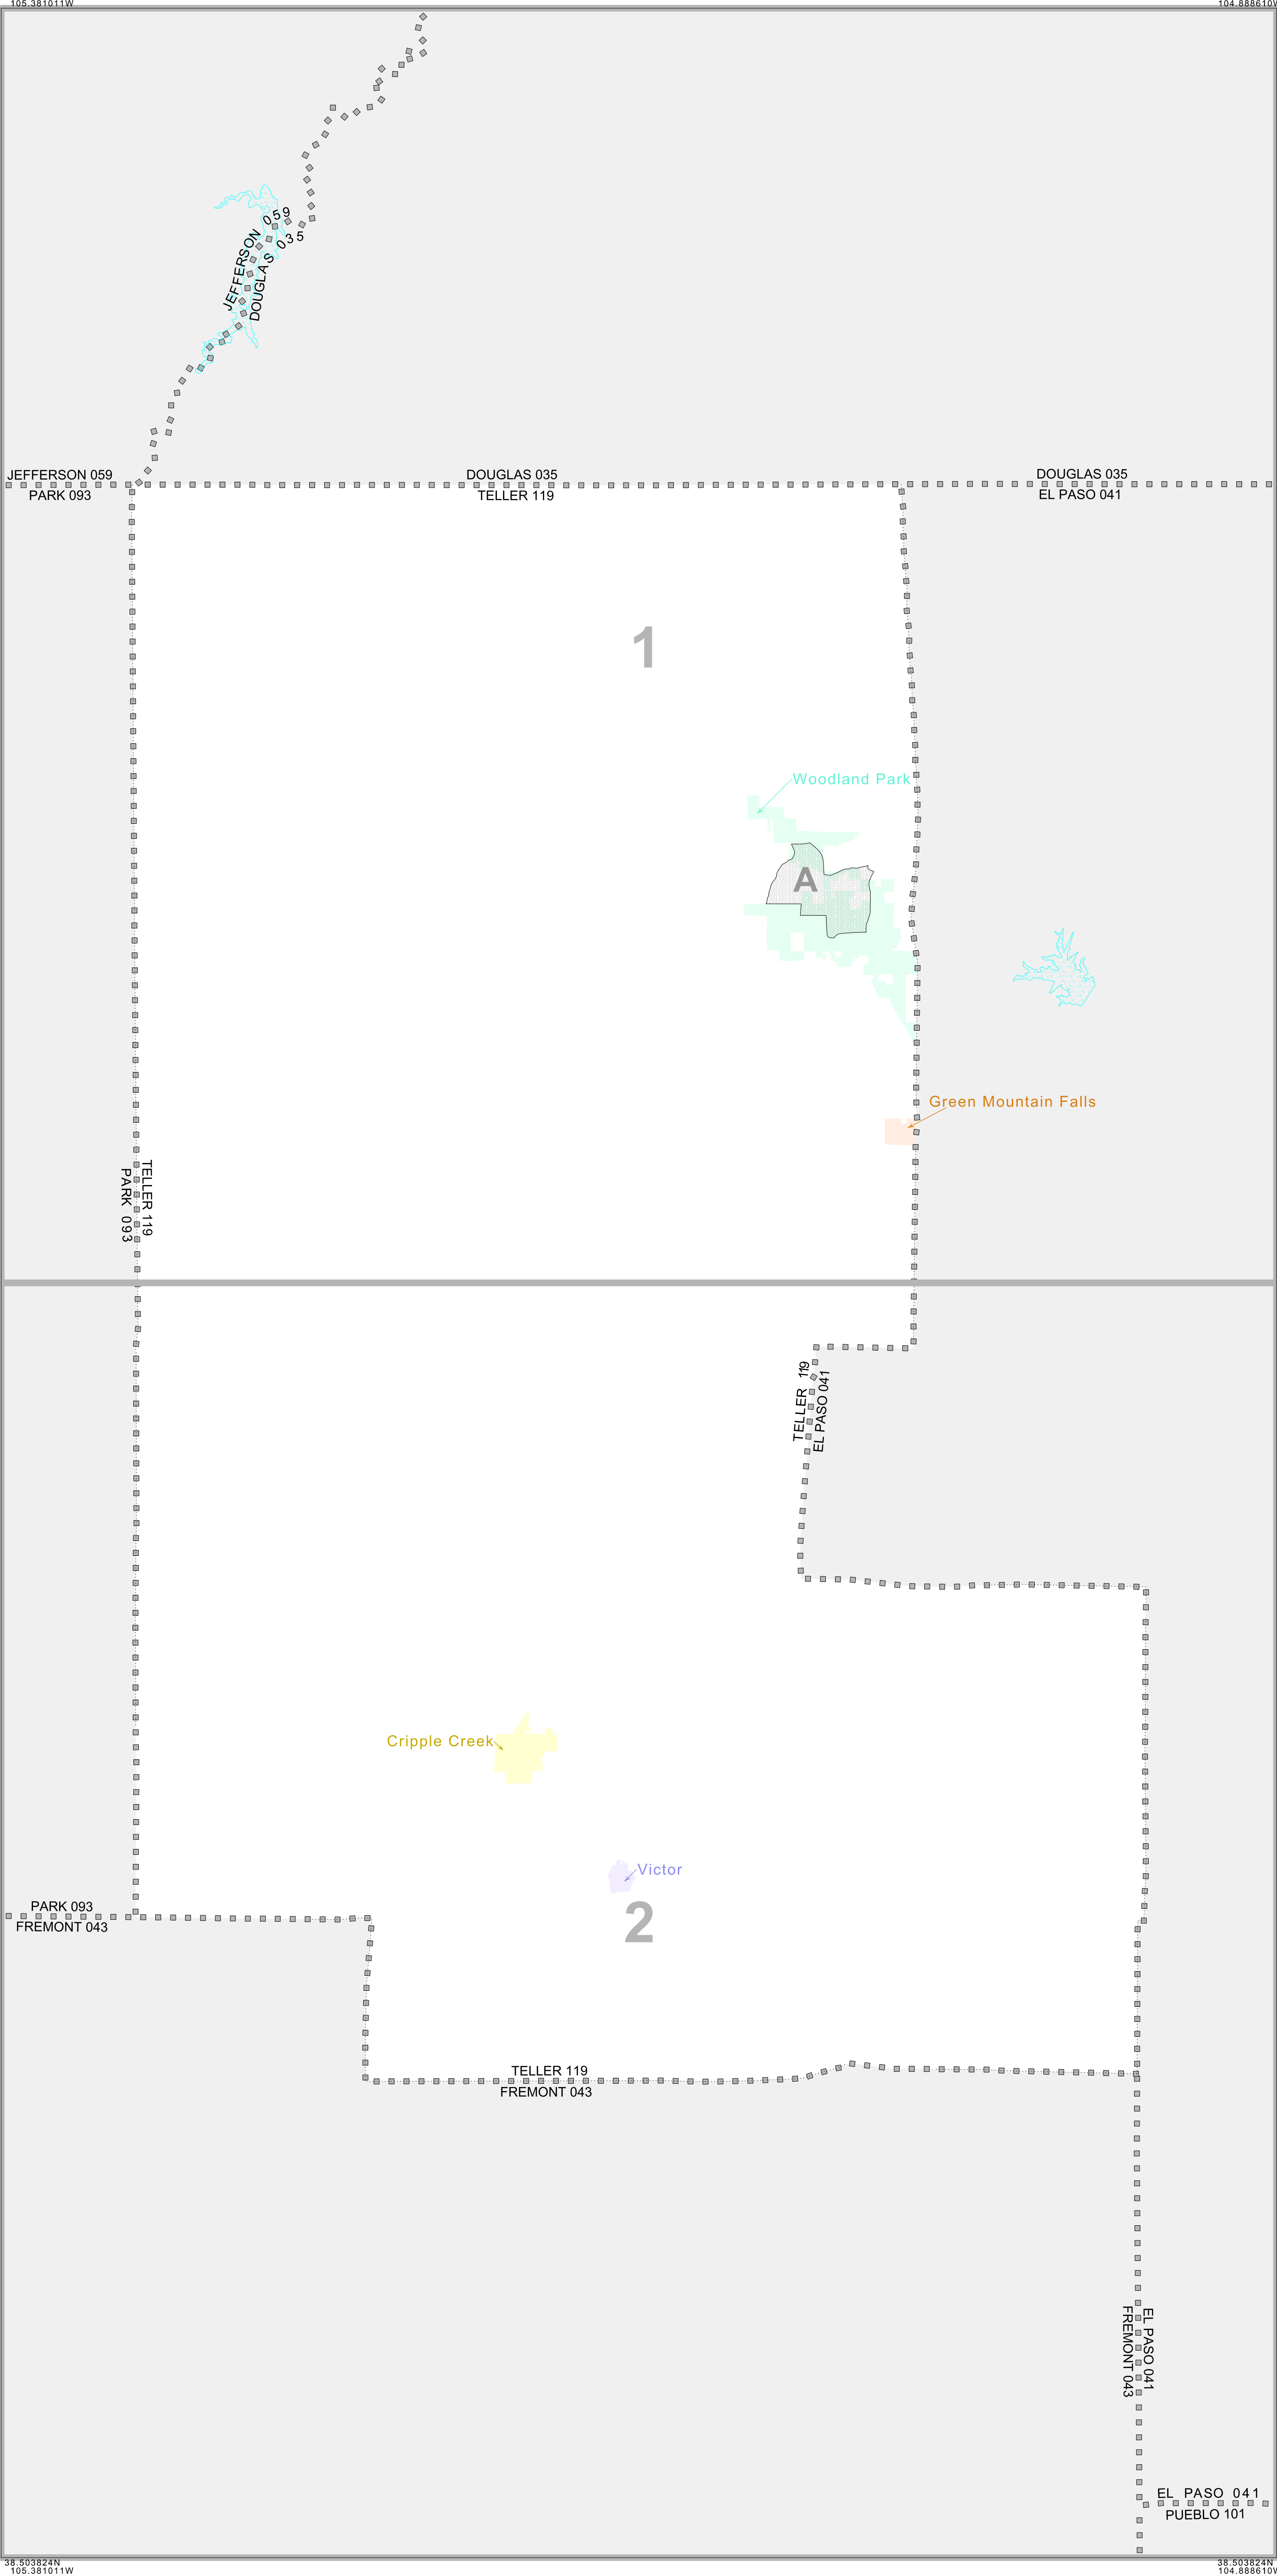 105.381011W
104.888610W
JEFFERSON 059
DOUGLAS 035
JEFFERSON 059
PARK 093
DOUGLAS 035
TELLER 119
DOUGLAS 035
EL PASO 041
1
Woodland Park
A
Green Mountain Falls
TELLER 119
PARK 093
TELLER 119
EL PASO 041
Cripple Creek
Victor
2
PARK 093
FREMONT 043
TELLER 119
FREMONT 043
EL PASO 041
FREMONT 043
EL PASO 041
PUEBLO 101
38.503824N
105.381011W
38.503824N
104.888610W